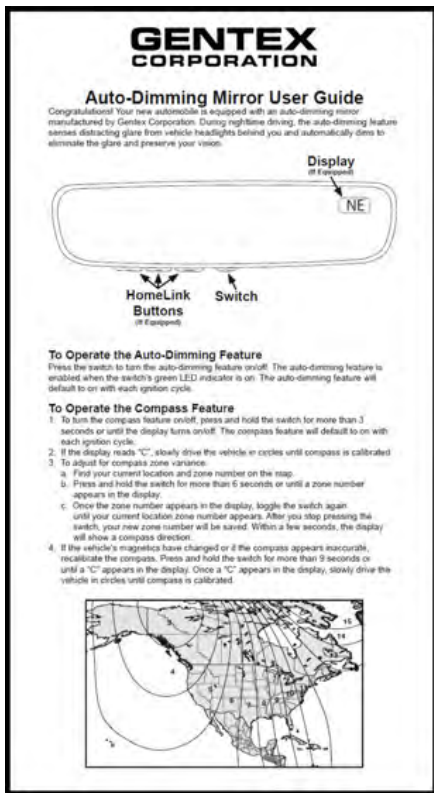 GENTEX
CORPORATION
Auto-Dimming Mirror User Guide
Congratulations! Your new automobile is equipped with an auto-dimming mirror
manufactured by Gentex Corporation. During nighttime driving, the auto-dimming feature
senses distracting glare from vehicle headlights behind you and automatically dims to
eliminate the glare and preserve your vision.
Display
(If Equipped)
NE
HomeLink
Buttons
(If Equipped)
Switch
To Operate the Auto-Dimming Feature
Press the switch to turn the auto-dimming feature on/off. The auto-dimming feature is
enabled when the switch's green LED indicator is on. The auto-dimming feature will
default to on with each ignition cycle.
To Operate the Compass Feature
1. To turn the compass feature on/off, press and hold the switch for more than 3
seconds or until the display turns on/off. The compass feature will default to on with
each ignition cycle.
2. If the display reads "C", slowly drive the vehicle in circles until compass is calibrated.
3. To adjust for compass zone variance:
a. Find your current location and zone number on the map.
b. Press and hold the switch for more than 6 seconds or until a zone number
appears in the display.
c. Once the zone number appears in the display, toggle the switch again
until your current location zone number appears. After you stop pressing the
switch, your new zone number will be saved. Within a few seconds, the display
will show a compass direction.
4. If the vehicle's magnetics have changed or if the compass appears inaccurate,
recalibrate the compass. Press and hold the switch for more than 9 seconds or
until a "C" appears in the display. Once a "C" appears in the display, slowly drive the
vehicle in circles until compass is calibrated.
15
14
4